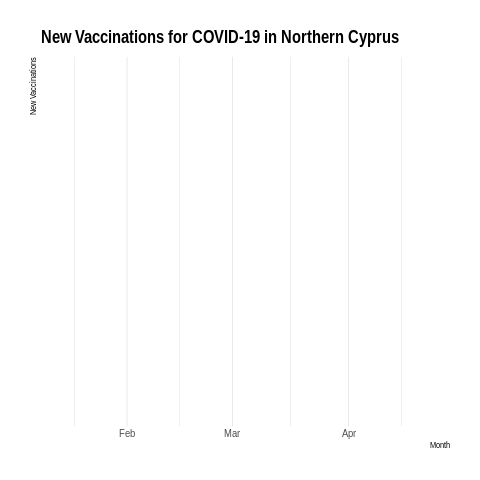 New Vaccinations for COVID-19 in Northern Cyprus
New Vaccinations
Feb Mar Apr
Month